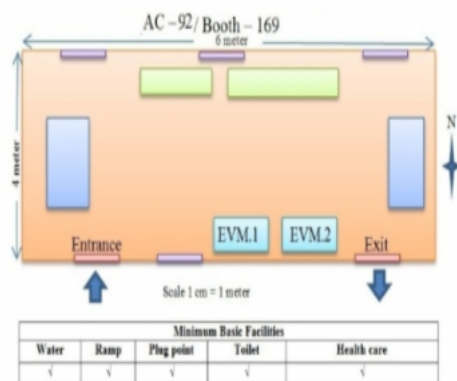 AC -92/ Booth - 169
6 meter
4 meter
N
EVM.1 EVM.2
Entrance Exit
Scale 1 cm = 1 meter
Minimum Basic Facilities
Water Ramp Plug point Toilet Health care
√ √ √ √ √